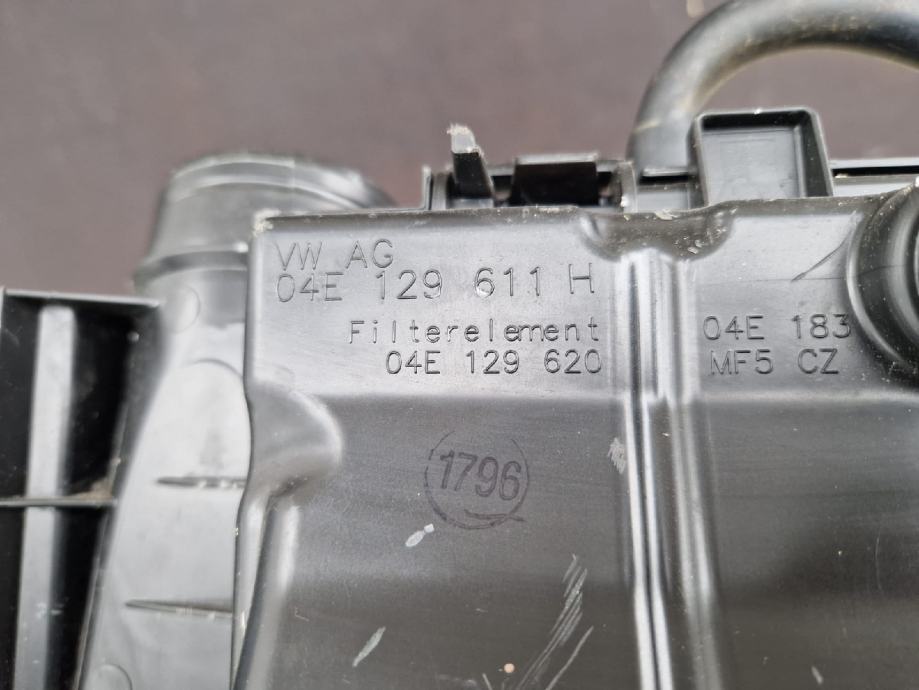 VW AG
04E 129 611 H
Filterelement
04E 129 620
04E 183
MF5 CZ
1796